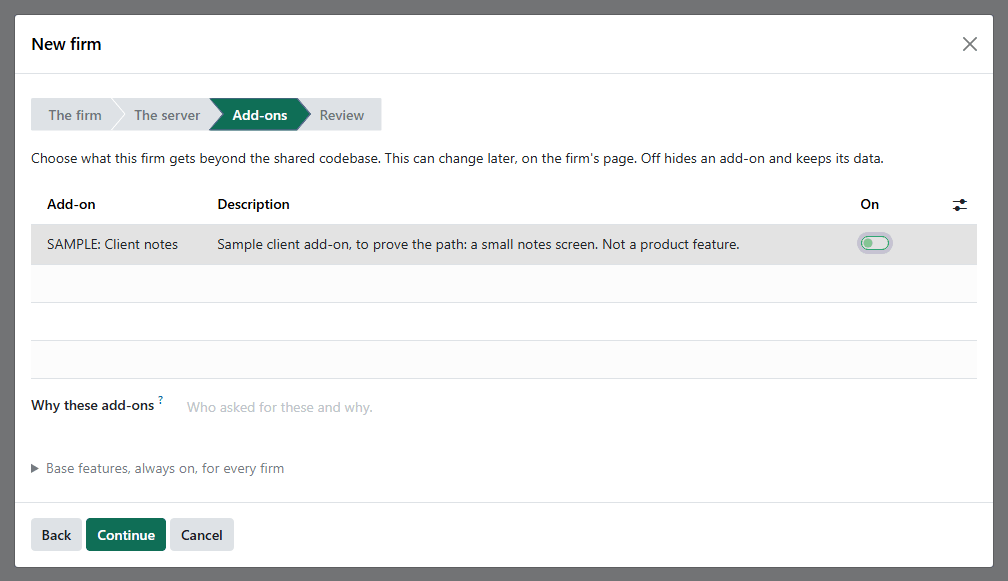 New firm
The firm
The server
Add-ons
Review
Choose what this firm gets beyond the shared codebase. This can change later, on the firm's page. Off hides an add-on and keeps its data.
Add-on Description On
SAMPLE: Client notes Sample client add-on, to prove the path: a small notes screen. Not a product feature.
Why these add-ons ? Who asked for these and why.
Base features, always on, for every firm
Back Continue Cancel